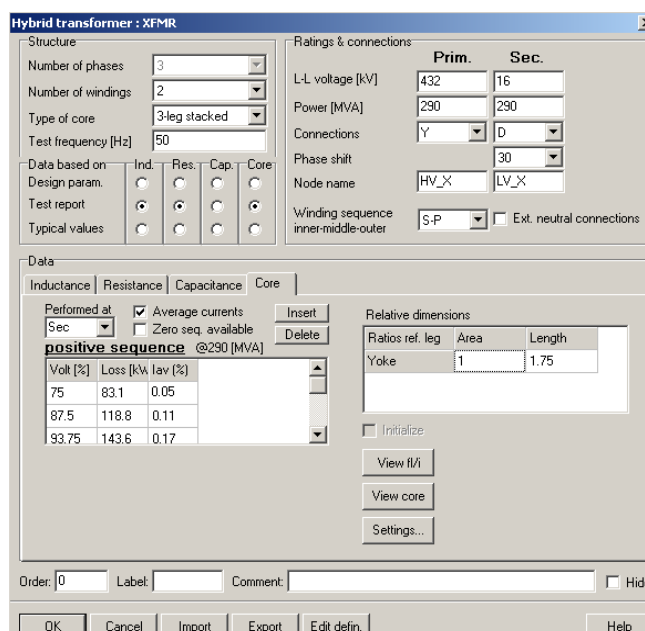 Hybrid transformer : XFMR
Structure
Number of phases 3
Number of windings 2
Type of core 3-leg stacked
Test frequency [Hz] 50
Data based on Ind. Res. Cap. Core
Design param.
Test report
Typical values
Ratings & connections
Prim. Sec.
L-L voltage [kV] 432 16
Power [MVA] 290 290
Connections Y D
Phase shift 30
Node name HV_X LV_X
Winding sequence
inner-middle-outer S-P Ext. neutral connections
Data
Inductance Resistance Capacitance Core
Performed at
Sec
Average currents
Zero seq. available
Insert
Delete
positive sequence @290 [MVA]
Volt [%] Loss [kW Iav (%)
75 83.1 0.05
87.5 118.8 0.11
93.75 143.6 0.17
Relative dimensions
Ratios ref. leg Area Length
Yoke 1 1.75
Initialize
View fl/i
View core
Settings...
Order: 0 Label: Comment: Hid
OK Cancel Import Export Edit defin. Help